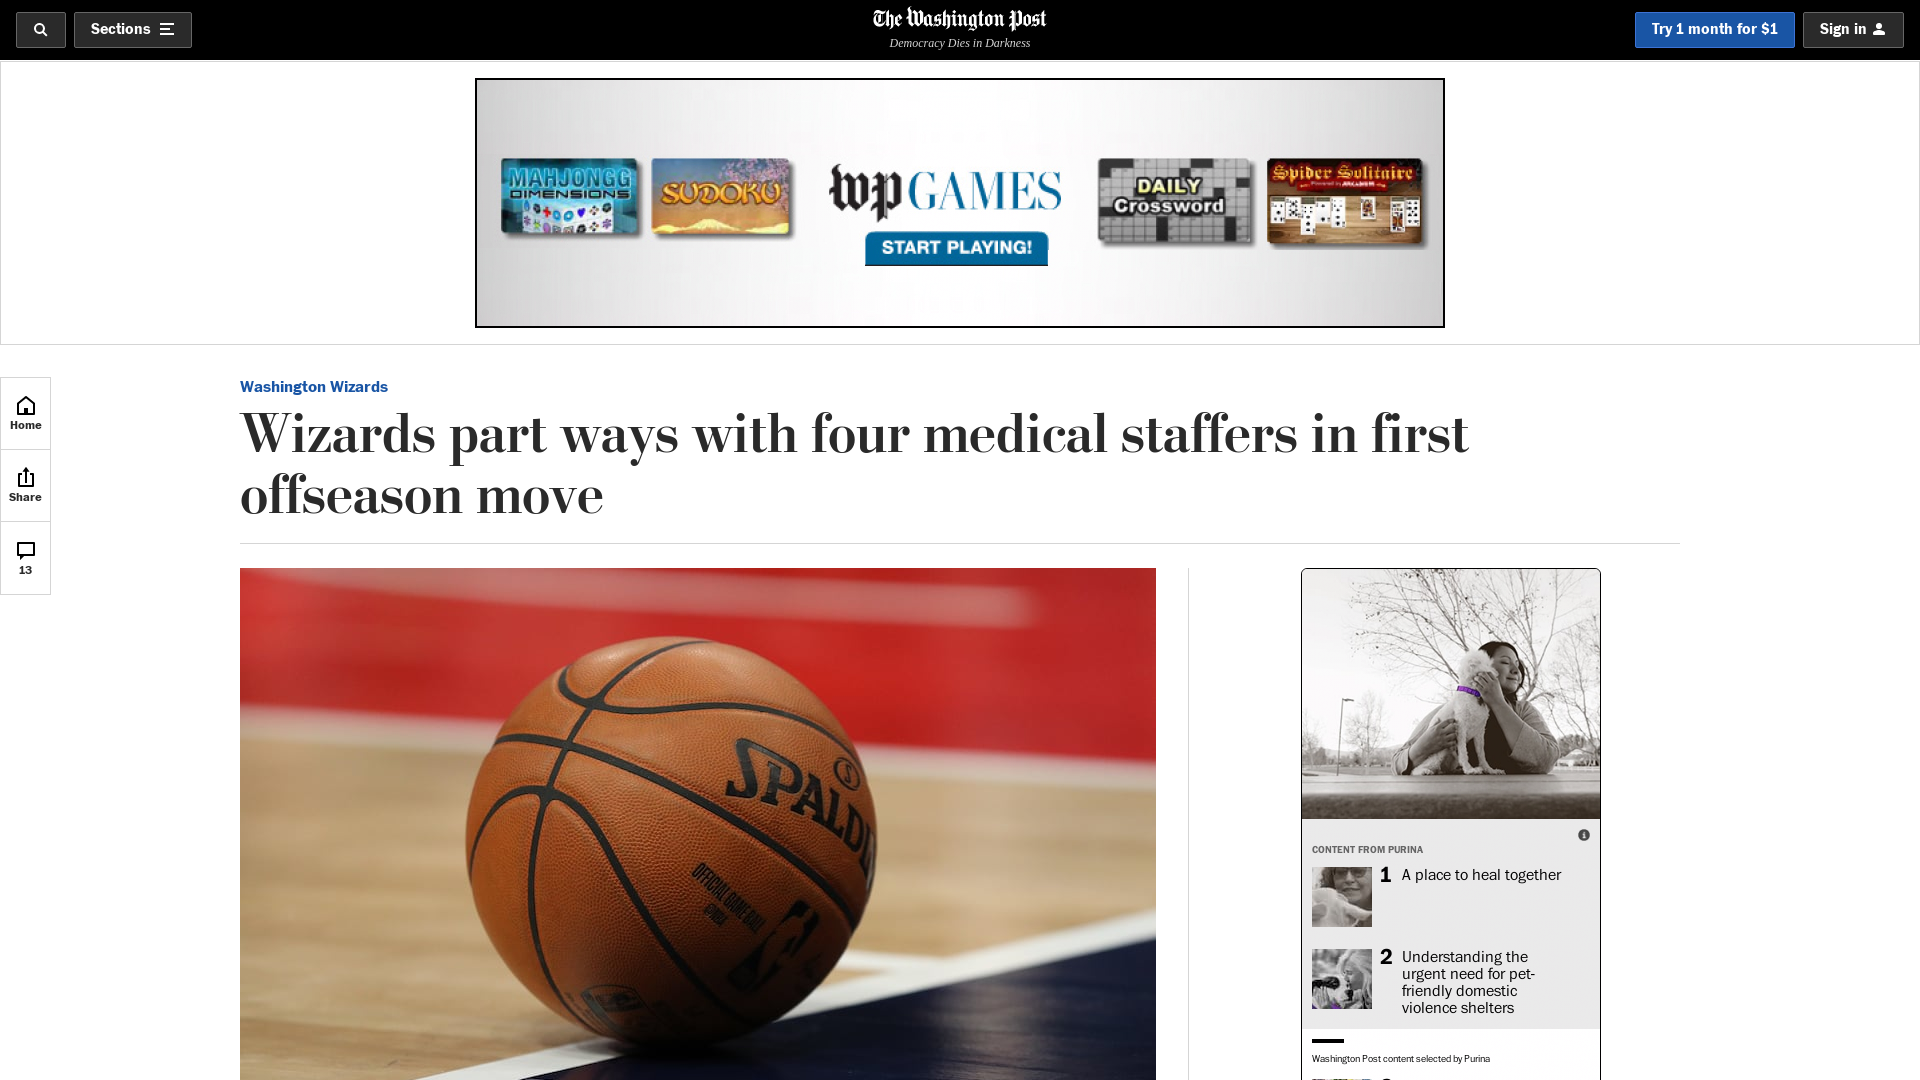 Sections
The Washington Post
Democracy Dies in Darkness
Try 1 month for $1
Sign in
MAHJONGG
DIMENSIONS
SUDOKU
wp GAMES
START PLAYING!
DAILY
Crossword
Spider Solitaire
Home
Share
13
Washington Wizards
Wizards part ways with four medical staffers in first
offseason move
SPALD
OFFICIAL GAME BALL
CONTENT FROM PURINA
1 A place to heal together
2 Understanding the
urgent need for pet-
friendly domestic
violence shelters
Washington Post content selected by Purina